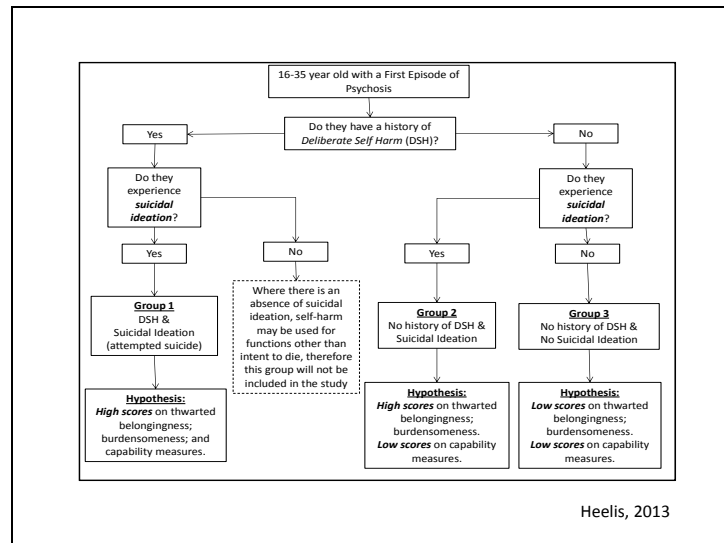 16-35 year old with a First Episode of
Psychosis
Do they have a history of
Deliberate Self Harm (DSH)?
Yes
No
Do they
experience
suicidal
ideation?
Do they
experience
suicidal
ideation?
Yes
No
Yes
No
Group 1
DSH &
Suicidal Ideation
(attempted suicide)
Where there is an
absence of suicidal
ideation, self-harm
may be used for
functions other than
intent to die, therefore
this group will not be
included in the study
Group 2
No history of DSH &
Suicidal Ideation
Group 3
No history of DSH &
No Suicidal Ideation
Hypothesis:
High scores on thwarted
belongingness;
burdensomeness; and
capability measures.
Hypothesis:
High scores on thwarted
belongingness;
burdensomeness.
Low scores on capability
measures.
Hypothesis:
Low scores on thwarted
belongingness;
burdensomeness.
Low scores on capability
measures.
Heelis, 2013